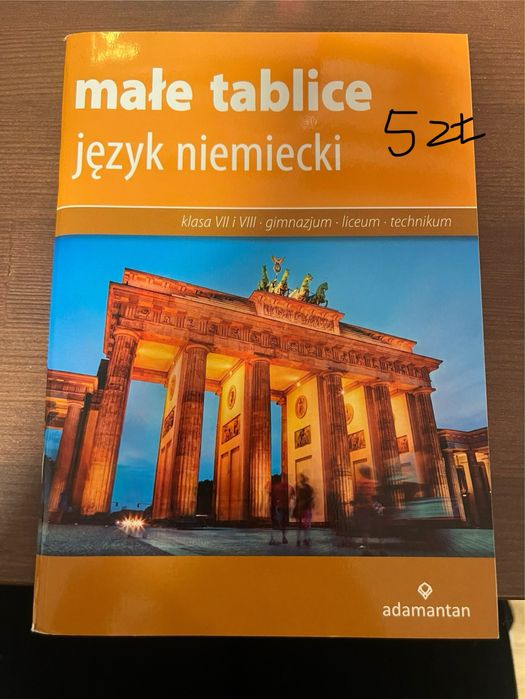 małe tablice
5 zł
język niemiecki
klasa VII i VIII · gimnazjum · liceum · technikum
adamantan